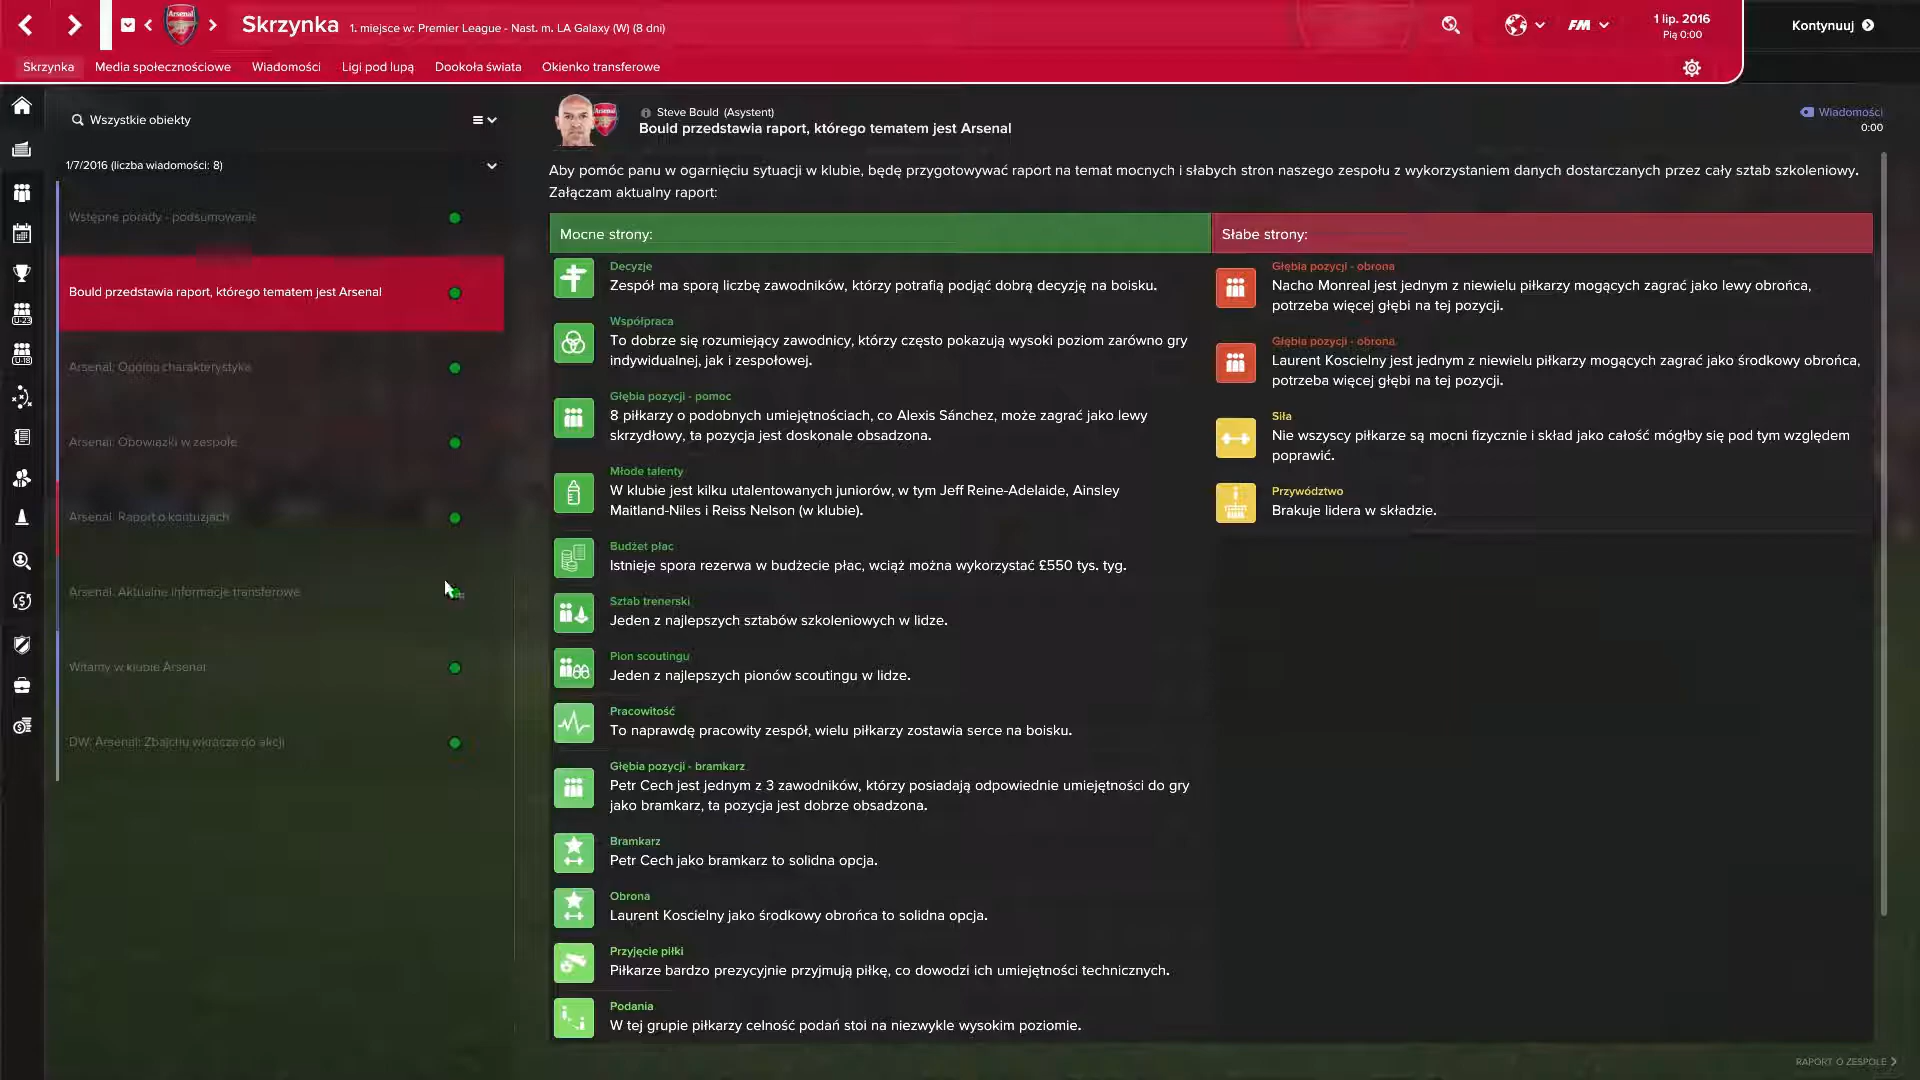 Skrzynka
1. miejsce w: Premier League - Nast. m. LA Galaxy (W) (8 dni)
FM
1 lip. 2016
Pią 0:00
Kontynuuj
Skrzynka
Media społecznościowe
Wiadomości
Ligi pod lupą
Dookoła świata
Okienko transferowe
Wszystkie obiekty
1/7/2016 (liczba wiadomości: 8)
Wstępne porady - podsumowanie
Bould przedstawia raport, którego tematem jest Arsenal
Arsenal: Ogólna charakterystyka
Arsenal: Obowiązki w zespole
Arsenal: Raport o kontuzjach
Arsenal: Aktualne informacje transferowe
Witamy w klubie Arsenal
DW: Arsenal: Zbajchu wkracza do akcji
U-23
U-18
Arsenal
Steve Bould (Asystent)
Bould przedstawia raport, którego tematem jest Arsenal
Wiadomości
0:00
Aby pomóc panu w ogarnięciu sytuacji w klubie, będę przygotowywać raport na temat mocnych i słabych stron naszego zespołu z wykorzystaniem danych dostarczanych przez cały sztab szkoleniowy.
Załączam aktualny raport:
Mocne strony:
Decyzje
Zespół ma sporą liczbę zawodników, którzy potrafią podjąć dobrą decyzję na boisku.
Współpraca
To dobrze się rozumiejący zawodnicy, którzy często pokazują wysoki poziom zarówno gry
indywidualnej, jak i zespołowej.
Głębia pozycji - pomoc
8 piłkarzy o podobnych umiejętnościach, co Alexis Sánchez, może zagrać jako lewy
skrzydłowy, ta pozycja jest doskonale obsadzona.
Młode talenty
W klubie jest kilku utalentowanych juniorów, w tym Jeff Reine-Adelaide, Ainsley
Maitland-Niles i Reiss Nelson (w klubie).
Budżet płac
Istnieje spora rezerwa w budżecie płac, wciąż można wykorzystać £550 tys. tyg.
Sztab trenerski
Jeden z najlepszych sztabów szkoleniowych w lidze.
Pion scoutingu
Jeden z najlepszych pionów scoutingu w lidze.
Pracowitość
To naprawdę pracowity zespół, wielu piłkarzy zostawia serce na boisku.
Głębia pozycji - bramkarz
Petr Cech jest jednym z 3 zawodników, którzy posiadają odpowiednie umiejętności do gry
jako bramkarz, ta pozycja jest dobrze obsadzona.
Bramkarz
Petr Cech jako bramkarz to solidna opcja.
Obrona
Laurent Koscielny jako środkowy obrońca to solidna opcja.
Przyjęcie piłki
Piłkarze bardzo prezycyjnie przyjmują piłkę, co dowodzi ich umiejętności technicznych.
Podania
W tej grupie piłkarzy celność podań stoi na niezwykle wysokim poziomie.
Słabe strony:
Głębia pozycji - obrona
Nacho Monreal jest jednym z niewielu piłkarzy mogących zagrać jako lewy obrońca,
potrzeba więcej głębi na tej pozycji.
Głębia pozycji - obrona
Laurent Koscielny jest jednym z niewielu piłkarzy mogących zagrać jako środkowy obrońca,
potrzeba więcej głębi na tej pozycji.
Siła
Nie wszyscy piłkarze są mocni fizycznie i skład jako całość mógłby się pod tym względem
poprawić.
Przywództwo
Brakuje lidera w składzie.
RAPORT O ZESPOLE